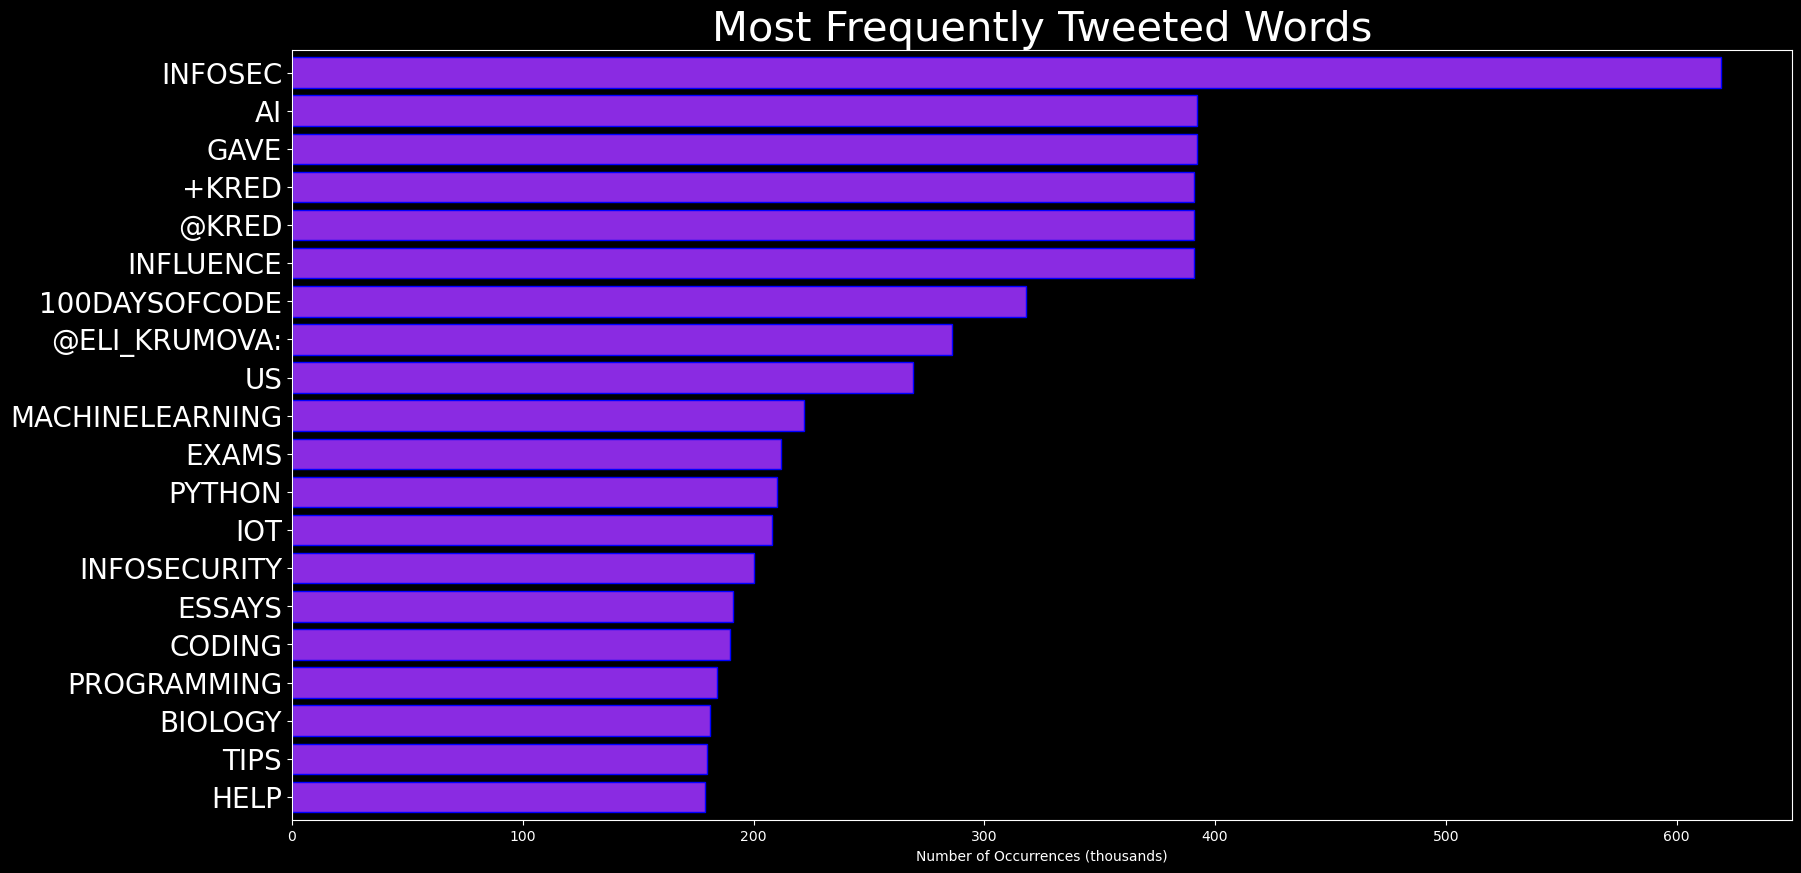 Most Frequently Tweeted Words
INFOSEC
AI
GAVE
+KRED
@KRED
INFLUENCE
100DAYSOFCODE
@ELI_KRUMOVA:
US
MACHINELEARNING
EXAMS
PYTHON
IOT
INFOSECURITY
ESSAYS
CODING
PROGRAMMING
BIOLOGY
TIPS
HELP
0 100 200 300 400 500 600
Number of Occurrences (thousands)